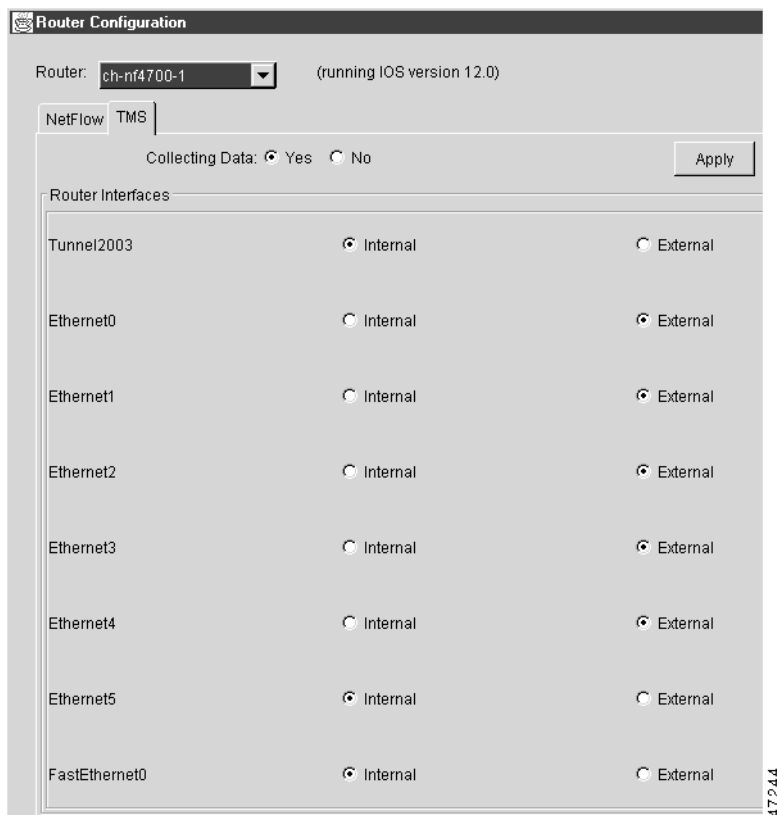 Router Configuration
Router: ch-nf4700-1 (running IOS version 12.0)
NetFlow TMS
Collecting Data: Yes No Apply
Router Interfaces
Tunnel2003 Internal External
Ethernet0 Internal External
Ethernet1 Internal External
Ethernet2 Internal External
Ethernet3 Internal External
Ethernet4 Internal External
Ethernet5 Internal External
FastEthernet0 Internal External
47244